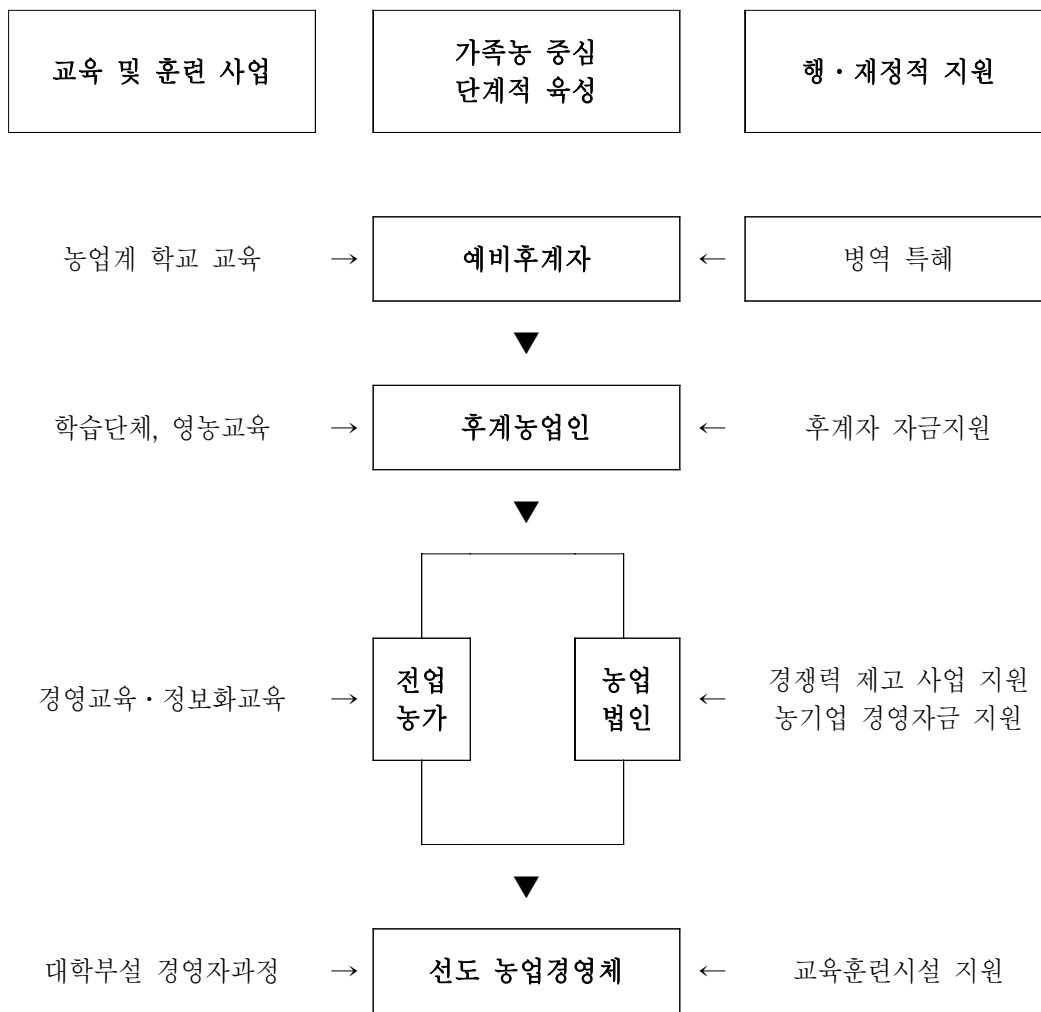 교육 및 훈련 사업
가족농 중심
단계적 육성
행·재정적 지원
농업계 학교 교육 → 예비후계자 ← 병역 특혜
▼
학습단체, 영농교육 → 후계농업인 ← 후계자 자금지원
▼
경영교육·정보화교육 →
전업
농가
농업
법인
← 경쟁력 제고 사업 지원
농기업 경영자금 지원
▼
대학부설 경영자과정 → 선도 농업경영체 ← 교육훈련시설 지원